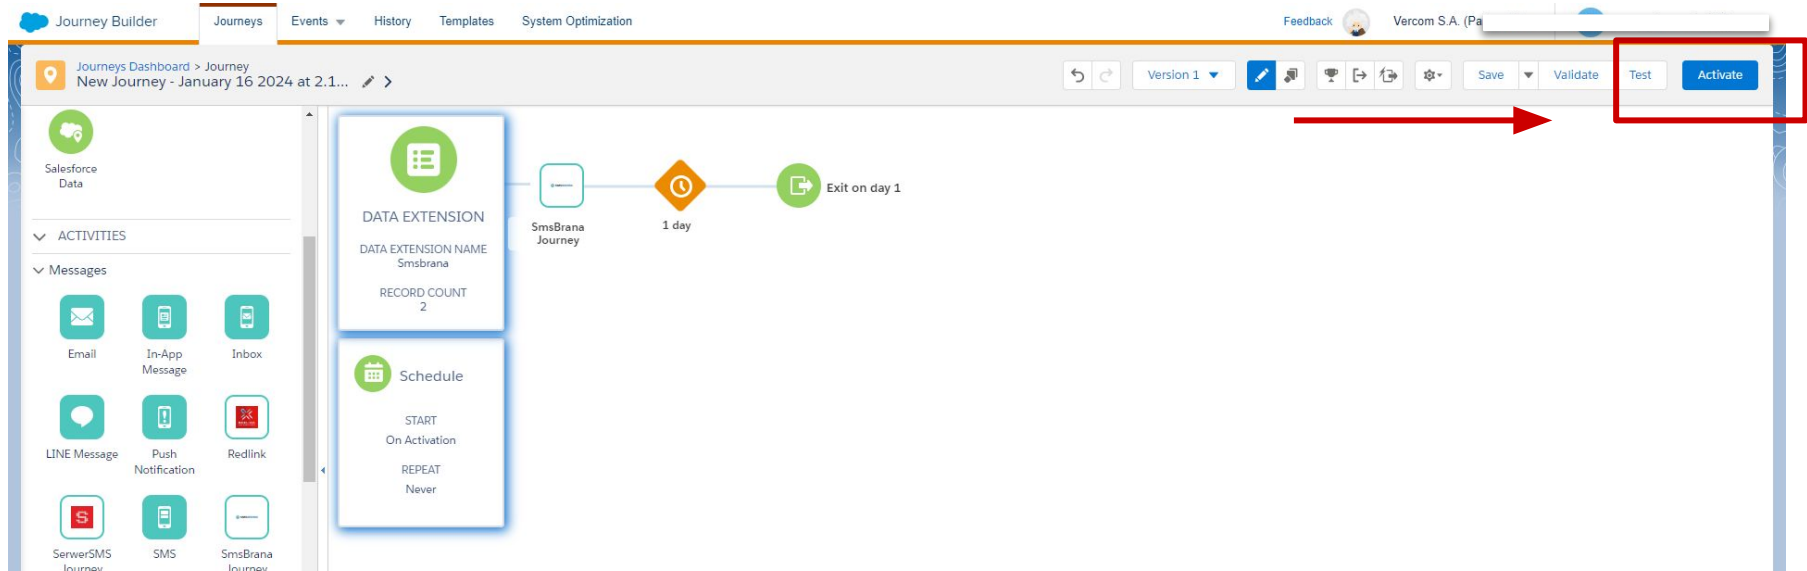 Journey Builder
Journeys
Events
History
Templates
System Optimization
Feedback
Vercom S.A. (Pa
Journeys Dashboard > Journey
New Journey - January 16 2024 at 2.1...
Version 1
Save
Validate
Test
Activate
Salesforce
Data
ACTIVITIES
Messages
Email
In-App
Message
Inbox
LINE Message
Push
Notification
Redlink
SerwerSMS
Journey
SMS
SmsBrana
Journey
DATA EXTENSION
DATA EXTENSION NAME
Smsbrana
RECORD COUNT
2
Schedule
START
On Activation
REPEAT
Never
SmsBrana
Journey
1 day
Exit on day 1